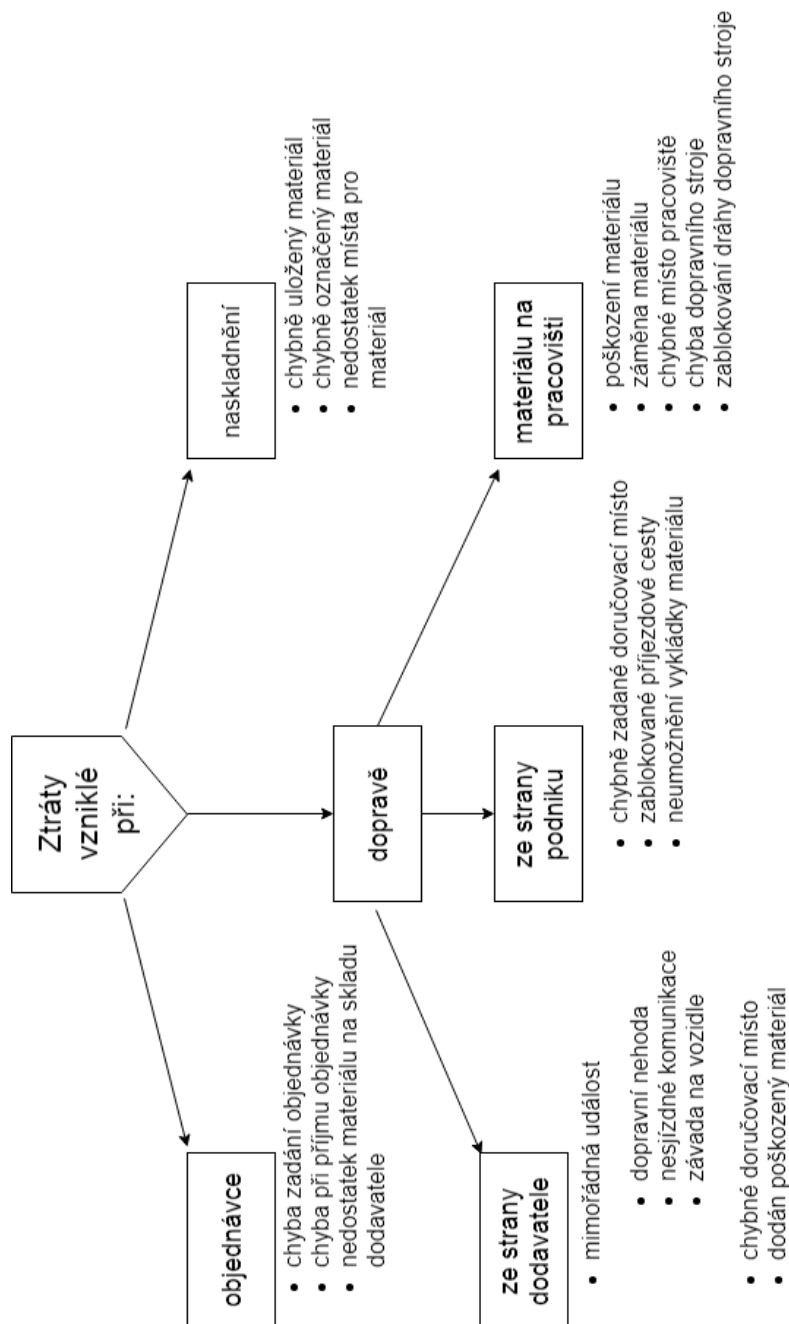 Ztráty
vzniklé
při:
objednávce
• chyba zadání objednávky
• chyba při příjmu objednávky
• nedostatek materiálu na skladu
dodavatele
dopravě
naskladnění
• chybně uložený materiál
• chybně označený materiál
• nedostatek místa pro
materiál
ze strany
dodavatele
• mimořádná událost
• dopravní nehoda
• nesjízdné komunikace
• závada na vozidle
• chybné doručovací místo
• dodán poškozený materiál
ze strany
podniku
• chybně zadané doručovací místo
• zablokované příjezdové cesty
• neumožnění vykládky materiálu
materiálu na
pracovišti
• poškození materiálu
• záměna materiálu
• chybné místo pracoviště
• chyba dopravního stroje
• zablokování dráhy dopravního stroje